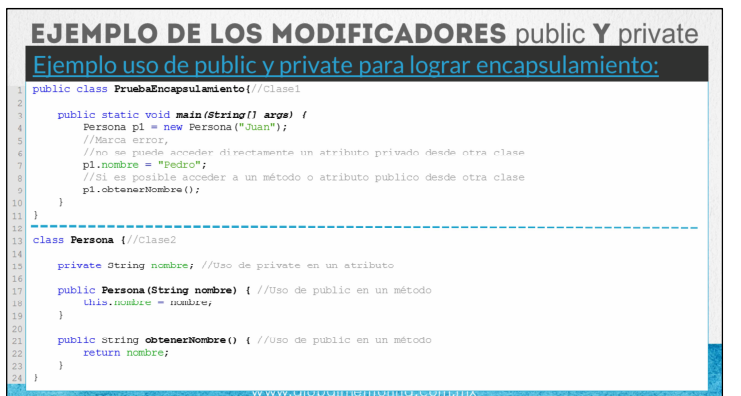 EJEMPLO DE LOS MODIFICADORES public Y private
Ejemplo uso de public y private para lograr encapsulamiento:
1 public class PruebaEncapsulamiento{//Clase1
2
3 public static void main(String[] args) {
4 Persona p1 = new Persona("Juan");
5 //Marca error,
6 //no se puede acceder directamente un atributo privado desde otra clase
7 p1.nombre = "Pedro";
8 //Si es posible acceder a un método o atributo publico desde otra clase
9 p1.obtenerNombre();
10 }
11 }
12
13 class Persona {//Clase2
14
15 private String nombre; //Uso de private en un atributo
16
17 public Persona(String nombre) { //Uso de public en un método
18 this.nombre = nombre;
19 }
20
21 public String obtenerNombre() { //Uso de public en un método
22 return nombre;
23 }
24 }
www.globalmentoring.com.mx